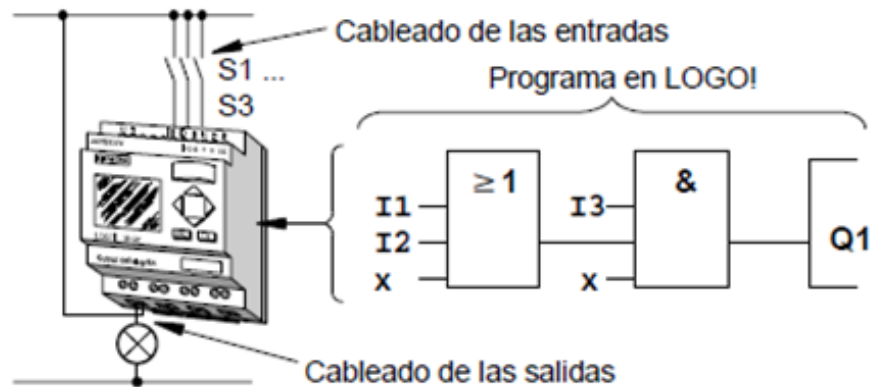 Cableado de las entradas
S1 ...
S3
Programa en LOGO!
≥1
&
I1
I3
I2
Q1
x
x
Cableado de las salidas